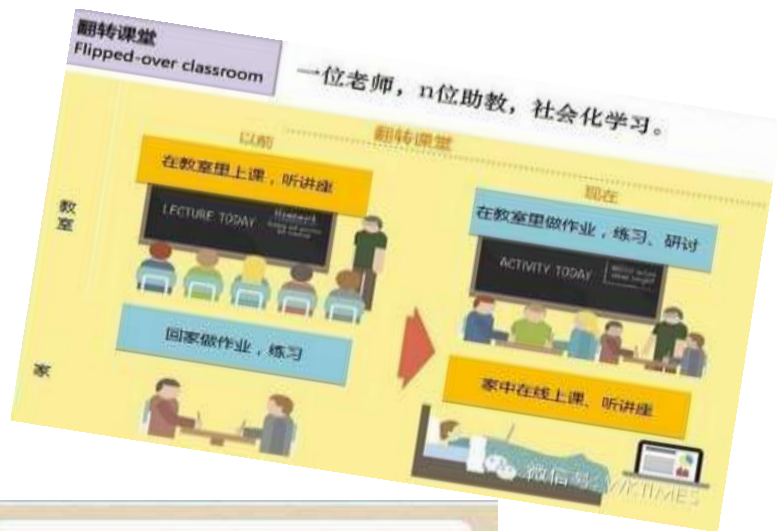 翻转课堂
Flipped-over classroom
一位老师，n位助教，社会化学习。
以前
翻转课堂
现在
教室
在教室里上课，听讲座
LECTURE TODAY
Homework
在教室里做作业，练习、研讨
ACTIVITY TODAY
家
回家做作业，练习
家中在线上课、听讲座
微信号: VKTIMES